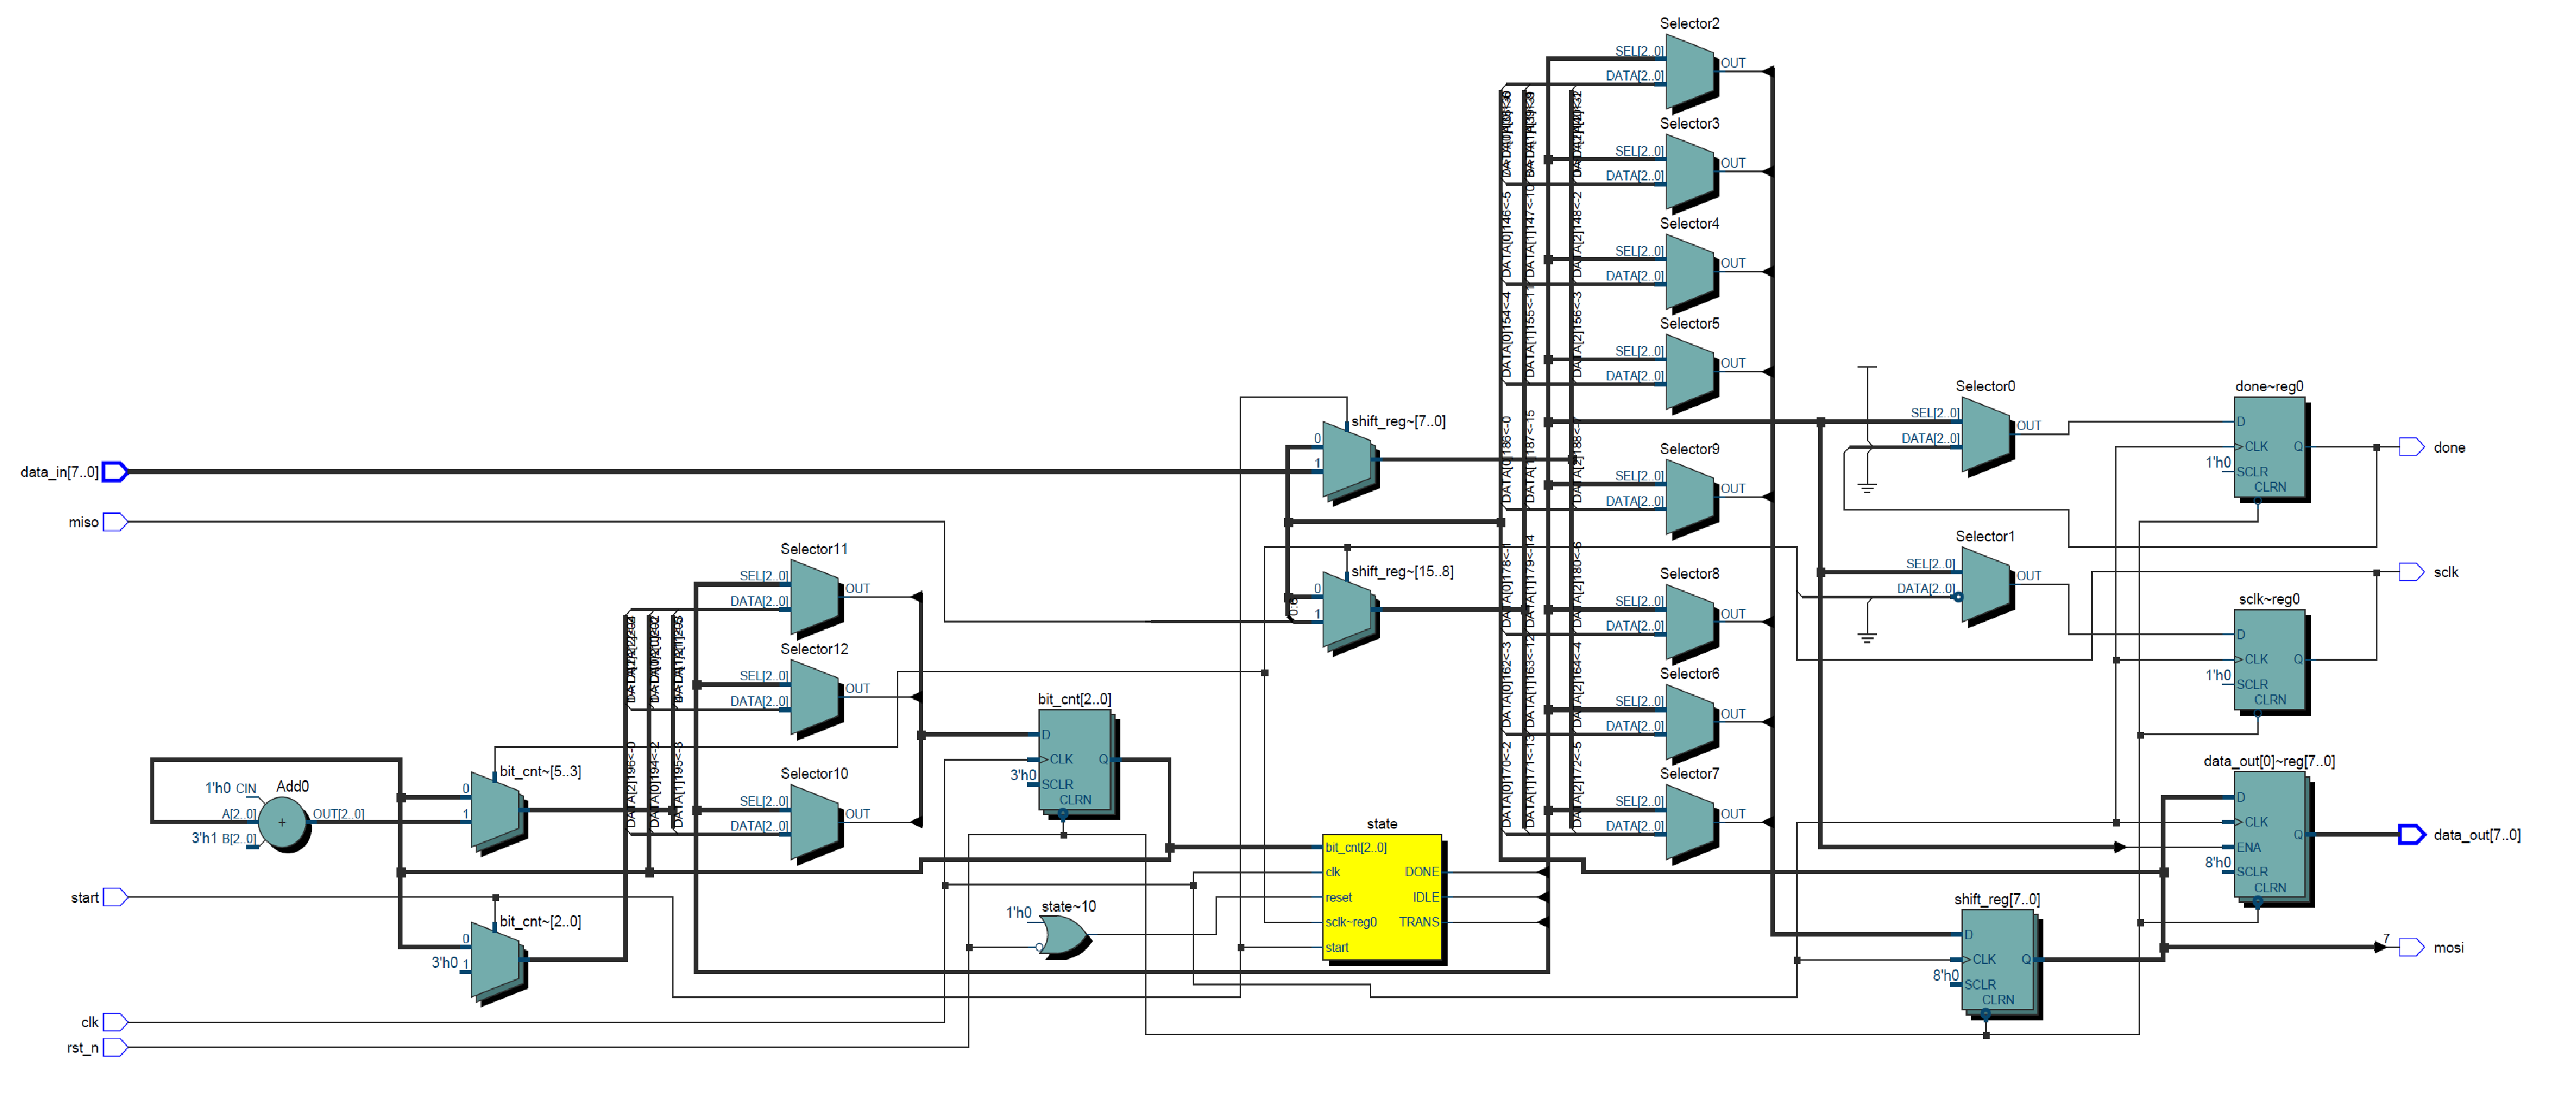 Selector2
SEL[2..0]
DATA[2..0]
OUT
Selector3
SEL[2..0]
DATA[2..0]
OUT
Selector4
SEL[2..0]
DATA[2..0]
OUT
Selector5
SEL[2..0]
DATA[2..0]
OUT
Selector9
SEL[2..0]
DATA[2..0]
OUT
Selector8
SEL[2..0]
DATA[2..0]
OUT
Selector6
SEL[2..0]
DATA[2..0]
OUT
Selector7
SEL[2..0]
DATA[2..0]
OUT
DATA[0]146<-5
DATA[1]147<-10
DATA[2]148<-2
DATA[0]154<-4
DATA[1]155<-11
DATA[2]156<-3
DATA[0]186<-0
DATA[1]187<-15
DATA[0]178<-1
DATA[1]179<-14
DATA[2]180<-6
DATA[0]162<-3
DATA[1]163<-12
DATA[2]164<-4
DATA[0]170<-2
DATA[1]171<-13
DATA[2]172<-5
shift_reg~[7..0]
0
1
shift_reg~[15..8]
0
1
data_in[7..0]
miso
Selector11
SEL[2..0]
DATA[2..0]
OUT
Selector12
SEL[2..0]
DATA[2..0]
OUT
Selector10
SEL[2..0]
DATA[2..0]
OUT
DATA[2]196<-0
DATA[0]194<-2
DATA[1]195<-3
bit_cnt[2..0]
D
CLK
3'h0
SCLR
CLRN
Q
bit_cnt~[5..3]
0
1
Add0
1'h0 CIN
A[2..0]
OUT[2..0]
3'h1 B[2..0]
+
start
bit_cnt~[2..0]
0
3'h0 1
clk
rst_n
state~10
1'h0
state
bit_cnt[2..0]
clk
DONE
reset
IDLE
sclk~reg0
TRANS
start
Selector0
SEL[2..0]
DATA[2..0]
OUT
Selector1
SEL[2..0]
DATA[2..0]
OUT
done~reg0
D
CLK
Q
1'h0
SCLR
CLRN
done
sclk
sclk~reg0
D
CLK
Q
1'h0
SCLR
CLRN
data_out[0]~reg[7..0]
D
CLK
Q
ENA
8'h0
SCLR
CLRN
data_out[7..0]
shift_reg[7..0]
D
CLK
Q
8'h0
SCLR
CLRN
7
mosi